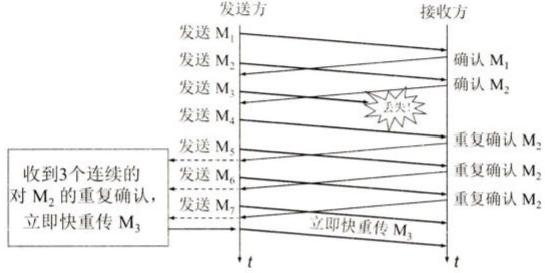 发送方
接收方
发送 M₁
确认 M₁
发送 M₂
确认 M₂
发送 M₃
丢失!
发送 M₄
重复确认 M₂
发送 M₅
重复确认 M₂
发送 M₆
重复确认 M₂
发送 M₇
立即快重传 M₃
收到3个连续的
对 M₂ 的重复确认，
立即快重传 M₃
t
t